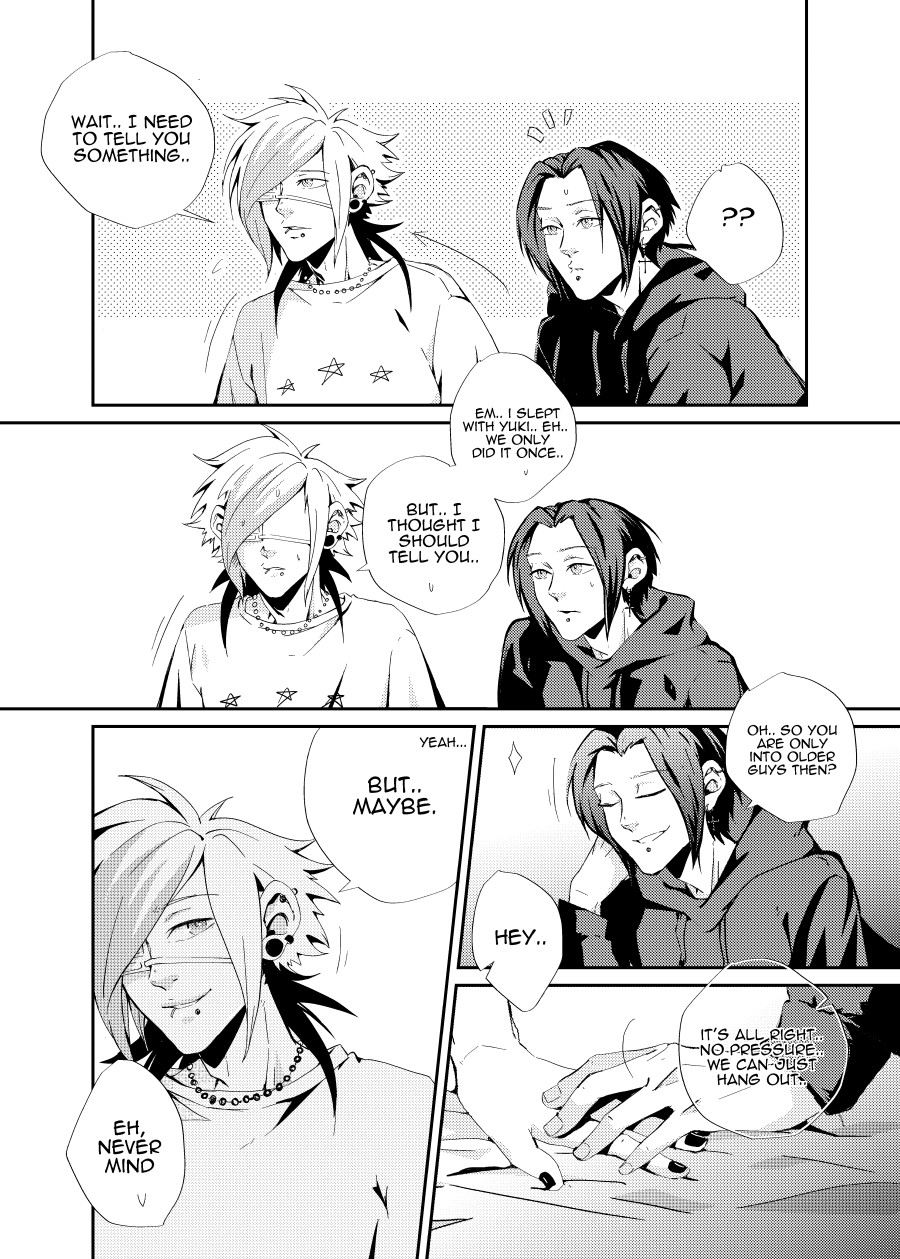 WAIT.. I NEED
TO TELL YOU
SOMETHING..
??
EM.. I SLEPT
WITH YUKI.. EH..
WE ONLY
DID IT ONCE..
BUT.. I
THOUGHT I
SHOULD
TELL YOU..
OH.. SO YOU
ARE ONLY
INTO OLDER
GUYS THEN?
YEAH...
BUT..
MAYBE.
EH,
NEVER
MIND
HEY..
IT'S ALL RIGHT...
NO PRESSURE..
WE CAN JUST
HANG OUT..